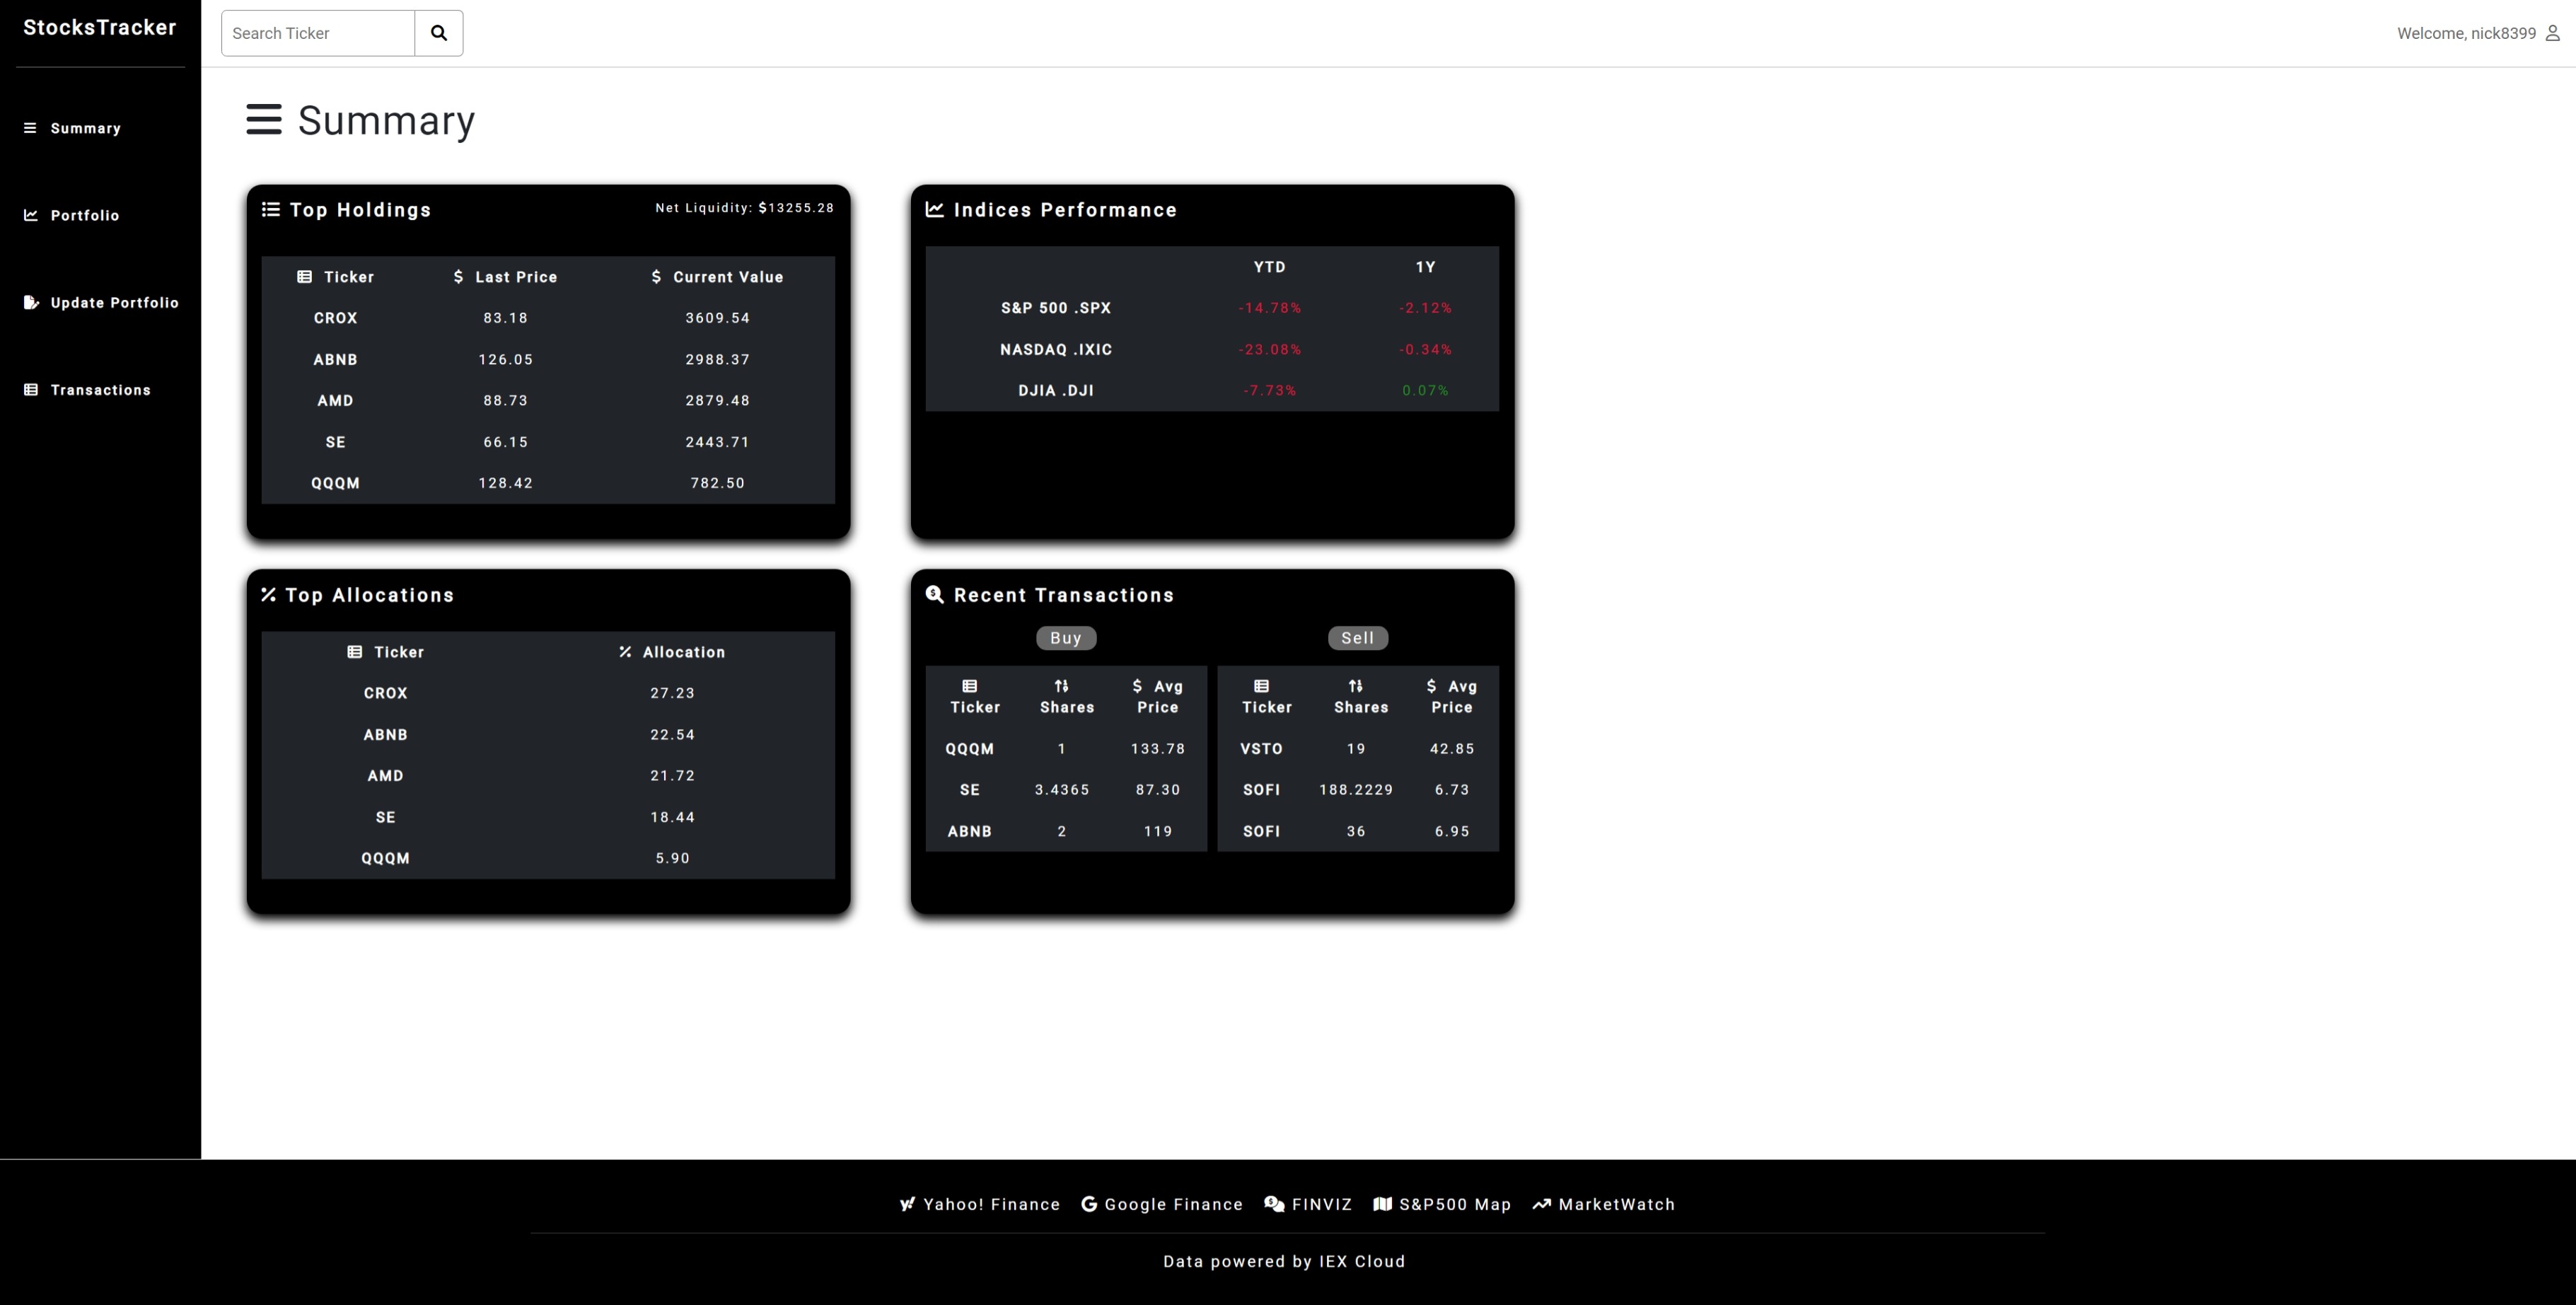 StocksTracker
Search Ticker
Welcome, nick8399
Summary
Portfolio
Update Portfolio
Transactions
Summary
Top Holdings
Net Liquidity: $13255.28
Ticker $ Last Price $ Current Value
CROX 83.18 3609.54
ABNB 126.05 2988.37
AMD 88.73 2879.48
SE 66.15 2443.71
QQQM 128.42 782.50
Indices Performance
YTD 1Y
S&P 500 .SPX -14.78% -2.12%
NASDAQ .IXIC -23.08% -0.34%
DJIA .DJI -7.73% 0.07%
% Top Allocations
Ticker % Allocation
CROX 27.23
ABNB 22.54
AMD 21.72
SE 18.44
QQQM 5.90
Recent Transactions
Buy
Ticker Shares $ Avg Price
QQQM 1 133.78
SE 3.4365 87.30
ABNB 2 119
Sell
Ticker Shares $ Avg Price
VSTO 19 42.85
SOFI 188.2229 6.73
SOFI 36 6.95
Yahoo! Finance Google Finance FINVIZ S&P500 Map MarketWatch
Data powered by IEX Cloud